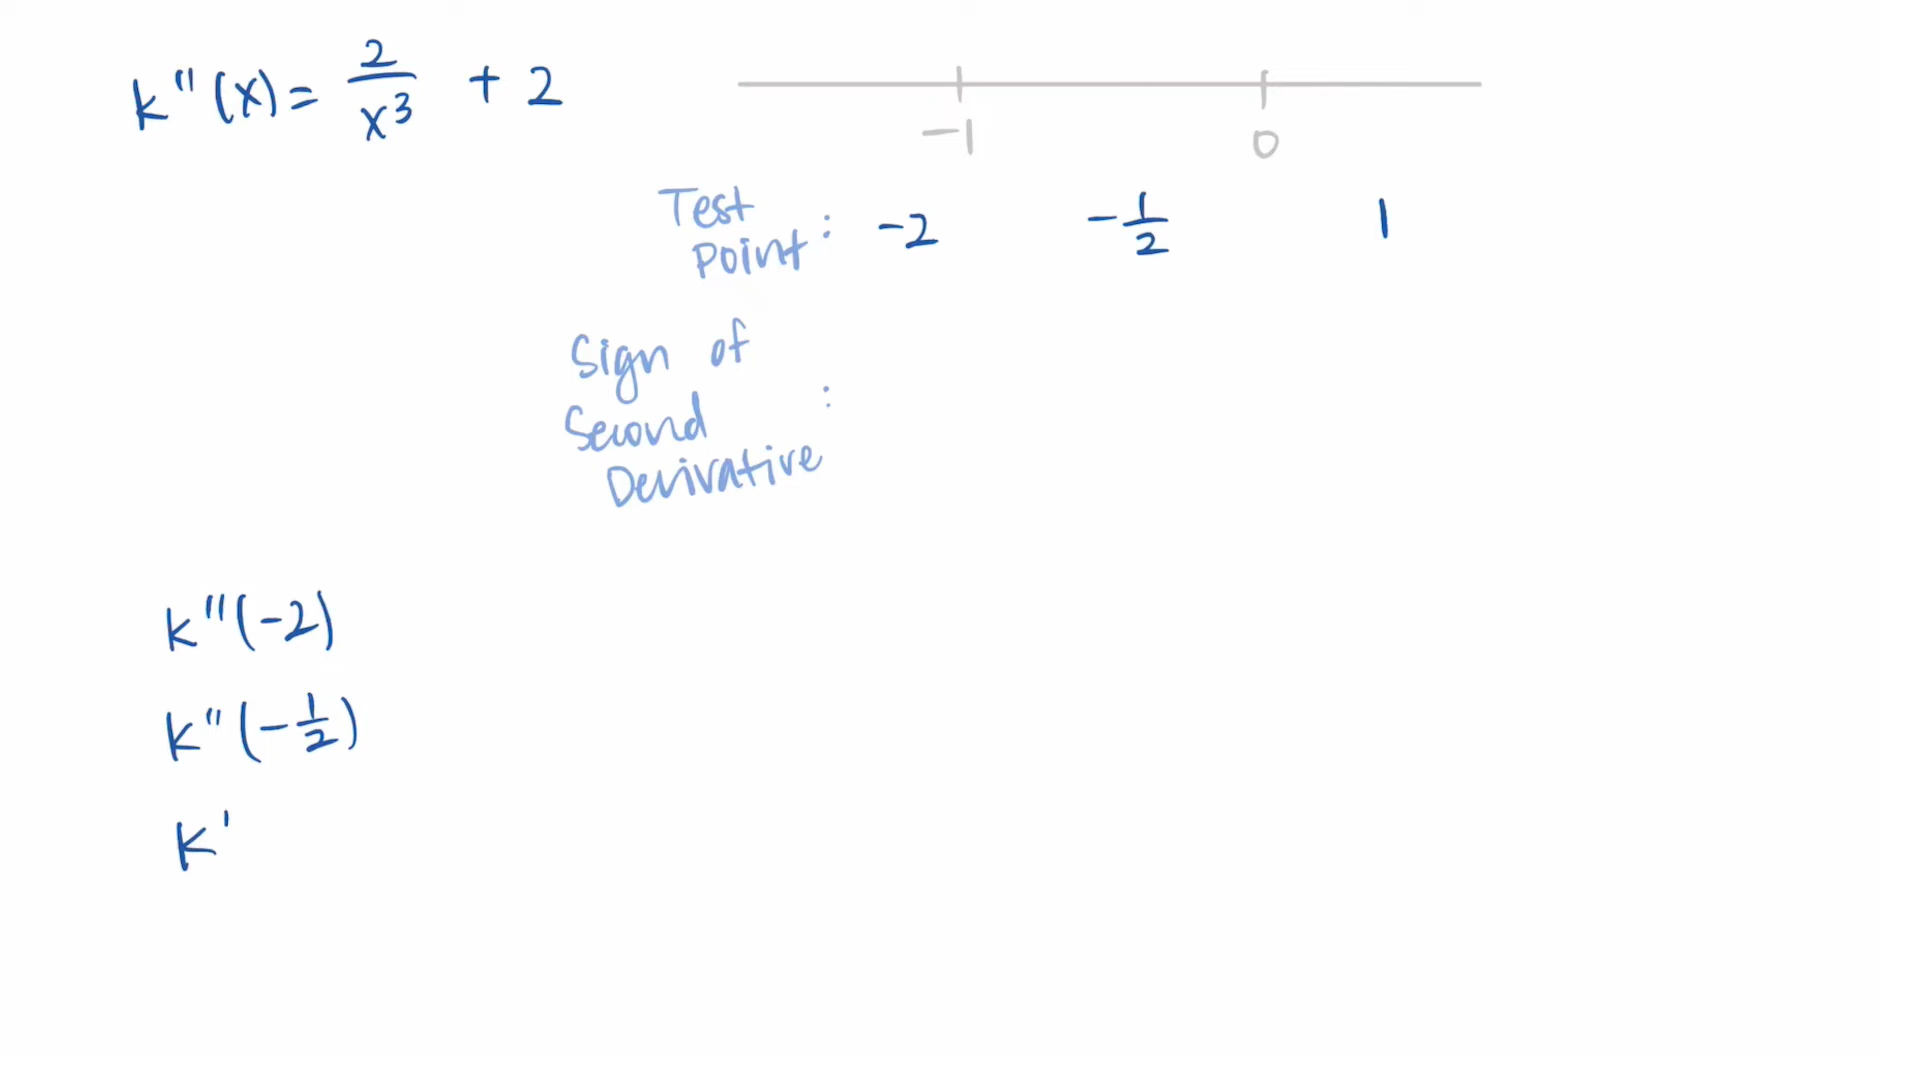 k''(x) = 2/x³ + 2
-1 0
Test Point : -2 -1/2 1
Sign of
Second :
Derivative
k''(-2)
k''(-1/2)
k'